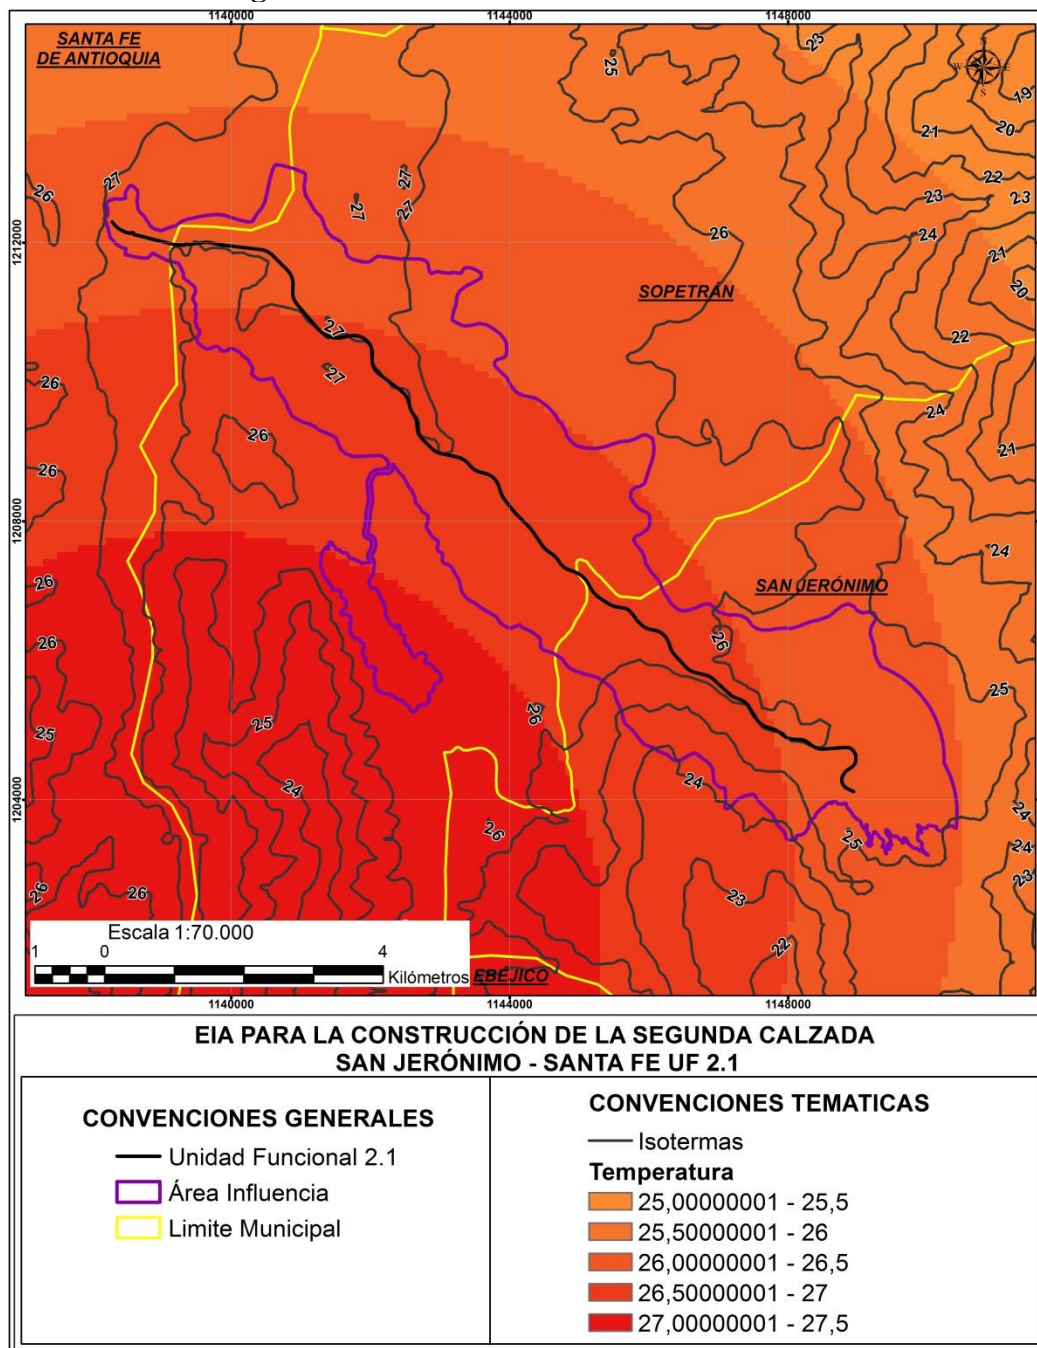 1140000 1144000 1148000
SANTA FE
DE ANTIOQUIA
25 23
N
W E
S
19
20
21
22
23 23
24
21
20
22
26 27 27 27 27
26
1212000
SOPETRÁN
27
27
26
26
24
21
26
1208000
24
26
SAN JERÓNIMO
26
26
25
25 25
26
24 24
1204000
24
26
25
24
23
23
26
26
22
Escala 1:70.000
1 0 4
Kilómetros
EBÉJICO
1140000 1144000 1148000
EIA PARA LA CONSTRUCCIÓN DE LA SEGUNDA CALZADA
SAN JERÓNIMO - SANTA FE UF 2.1
CONVENCIONES GENERALES
Unidad Funcional 2.1
Área Influencia
Limite Municipal
CONVENCIONES TEMATICAS
Isotermas
Temperatura
25,00000001 - 25,5
25,50000001 - 26
26,00000001 - 26,5
26,50000001 - 27
27,00000001 - 27,5